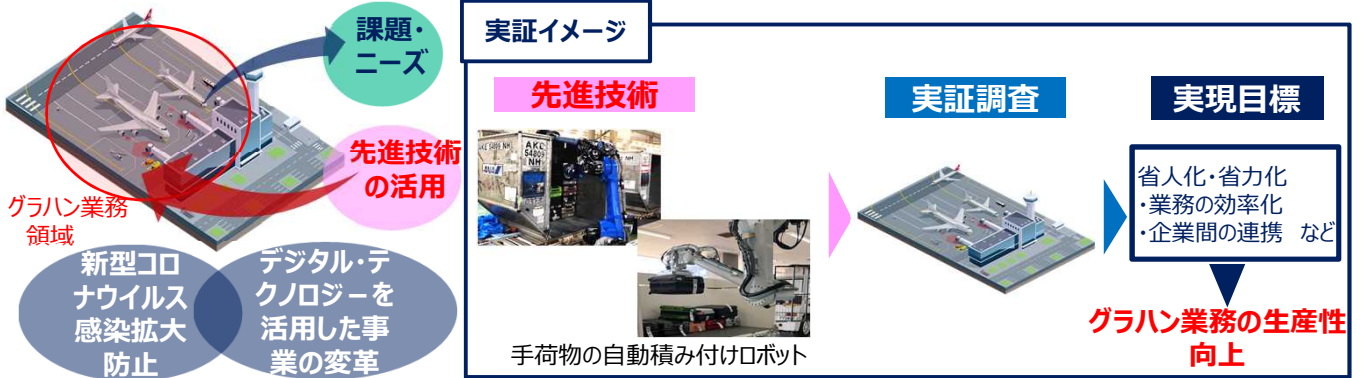 課題・
ニーズ
先進技術
の活用
グラハン業務
領域
新型コロ
ナウイルス
感染拡大
防止
デジタル・テ
クノロジーを
活用した事
業の変革
実証イメージ
先進技術
AKE
54809
NH
ANA
NH
手荷物の自動積み付けロボット
実証調査
実現目標
省人化・省力化
・業務の効率化
・企業間の連携　など
グラハン業務の生産性
向上